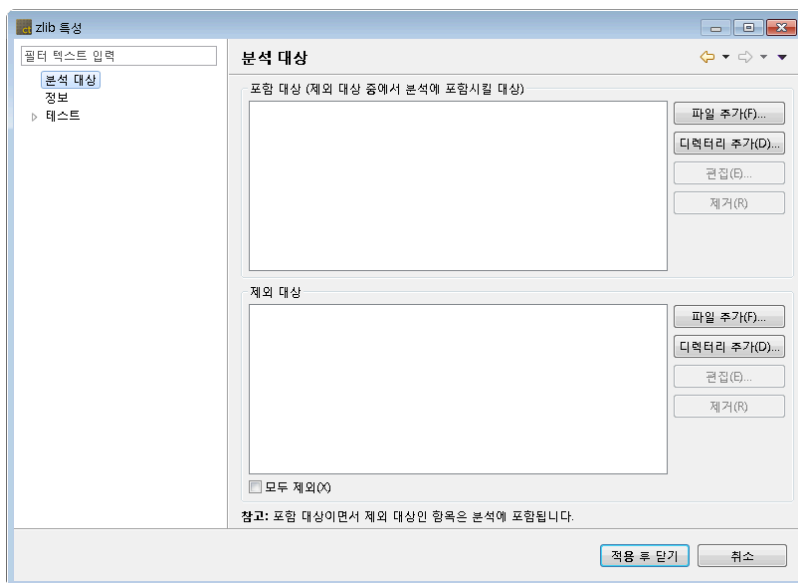 ct zlib 특성
필터 텍스트 입력
분석 대상
정보
테스트
분석 대상
포함 대상 (제외 대상 중에서 분석에 포함시킬 대상)
파일 추가(F)...
디렉터리 추가(D)...
편집(E)...
제거(R)
제외 대상
파일 추가(F)...
디렉터리 추가(D)...
편집(E)...
제거(R)
모두 제외(X)
참고: 포함 대상이면서 제외 대상인 항목은 분석에 포함됩니다.
적용 후 닫기
취소